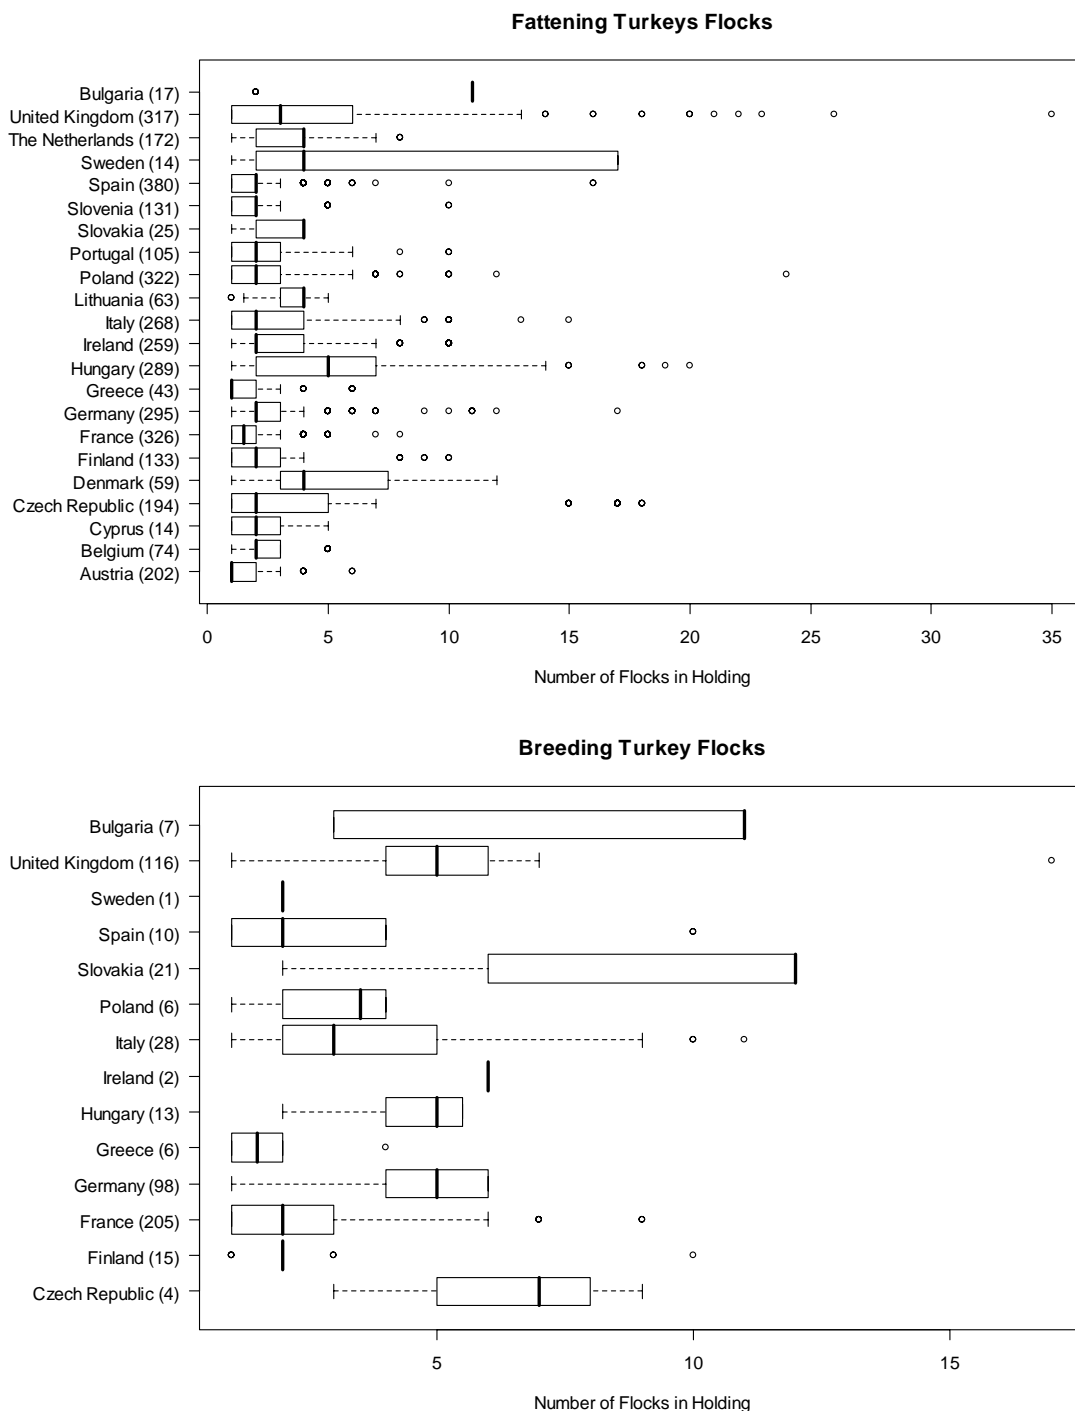 Fattening Turkeys Flocks
Bulgaria (17)
United Kingdom (317)
The Netherlands (172)
Sweden (14)
Spain (380)
Slovenia (131)
Slovakia (25)
Portugal (105)
Poland (322)
Lithuania (63)
Italy (268)
Ireland (259)
Hungary (289)
Greece (43)
Germany (295)
France (326)
Finland (133)
Denmark (59)
Czech Republic (194)
Cyprus (14)
Belgium (74)
Austria (202)
0 5 10 15 20 25 30 35
Number of Flocks in Holding
Breeding Turkey Flocks
Bulgaria (7)
United Kingdom (116)
Sweden (1)
Spain (10)
Slovakia (21)
Poland (6)
Italy (28)
Ireland (2)
Hungary (13)
Greece (6)
Germany (98)
France (205)
Finland (15)
Czech Republic (4)
5 10 15
Number of Flocks in Holding